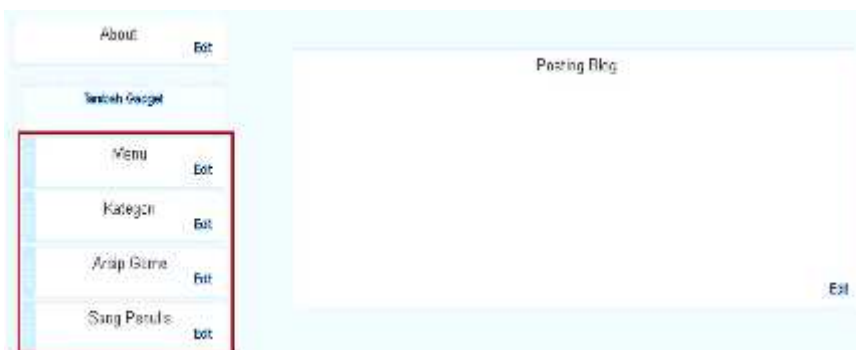 About
Edit
Tambah Gadget
Menu
Edit
Kategori
Edit
Arsip Game
Edit
Sang Penulis
Edit
Posting Blog
Edit